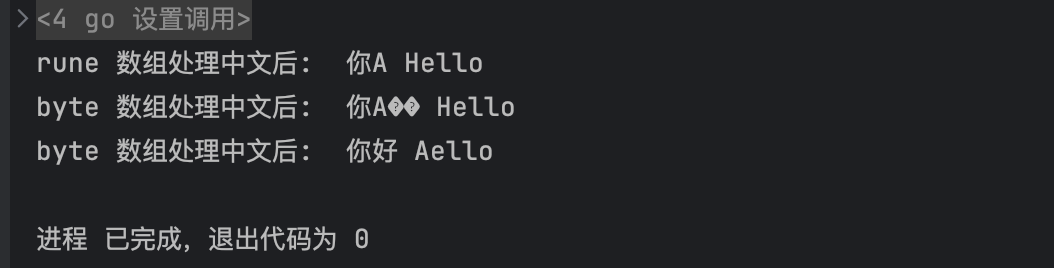 <4 go 设置调用>
rune 数组处理中文后： 你A Hello
byte 数组处理中文后： 你A�� Hello
byte 数组处理中文后： 你好 Aello
进程 已完成，退出代码为 0